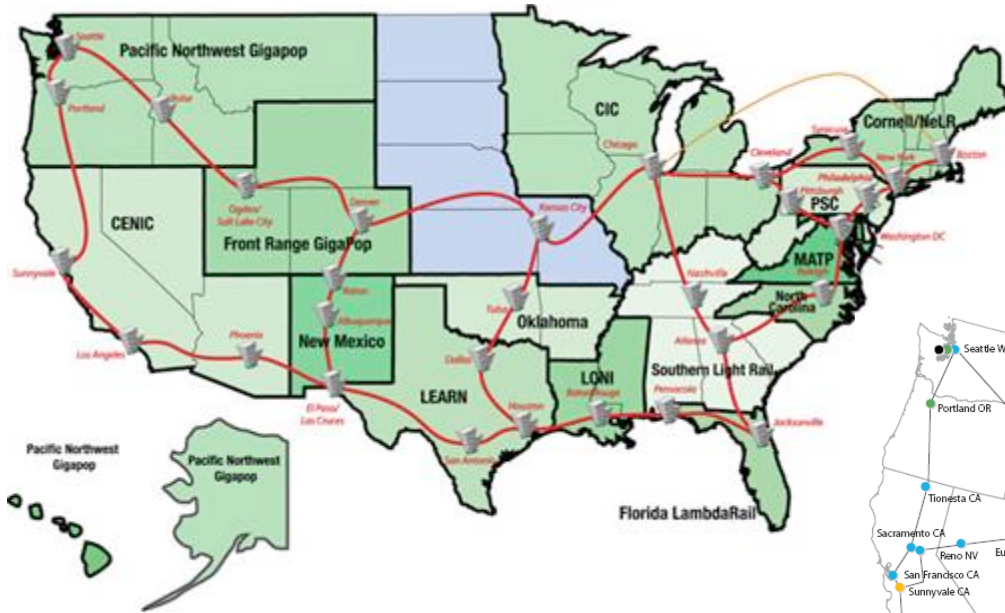 Seattle
Pacific Northwest Gigapop
Portland
Boise
CIC
Cornell/NeLR
Syracuse
Chicago
Cleveland
New York
Boston
Philadelphia
Pittsburgh
PSC
Ogden/
Salt Lake City
Denver
Kansas City
CENIC
Front Range GigaPop
Washington DC
MATP
Sunnyvale
Raton
Nashville
Raleigh
North
Carolina
Tulsa
Oklahoma
Albuquerque
New Mexico
Phoenix
Los Angeles
Dallas
Atlanta
Southern Light Rail
LONI
Baton Rouge
Pensacola
LEARN
Houston
El Paso/
Las Cruces
San Antonio
Jacksonville
Pacific Northwest
Gigapop
Pacific Northwest
Gigapop
Florida LambdaRail
Seattle W
Portland OR
Tionesta CA
Sacramento CA
Reno NV
Eu
San Francisco CA
Sunnyvale CA